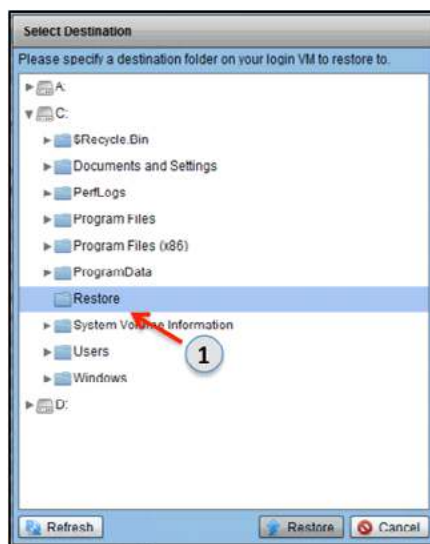 Select Destination
Please specify a destination folder on your login VM to restore to.
A:
C:
$Recycle.Bin
Documents and Settings
PerfLogs
Program Files
Program Files (x86)
ProgramData
Restore
System Volume Information
1
Users
Windows
D:
Refresh Restore Cancel